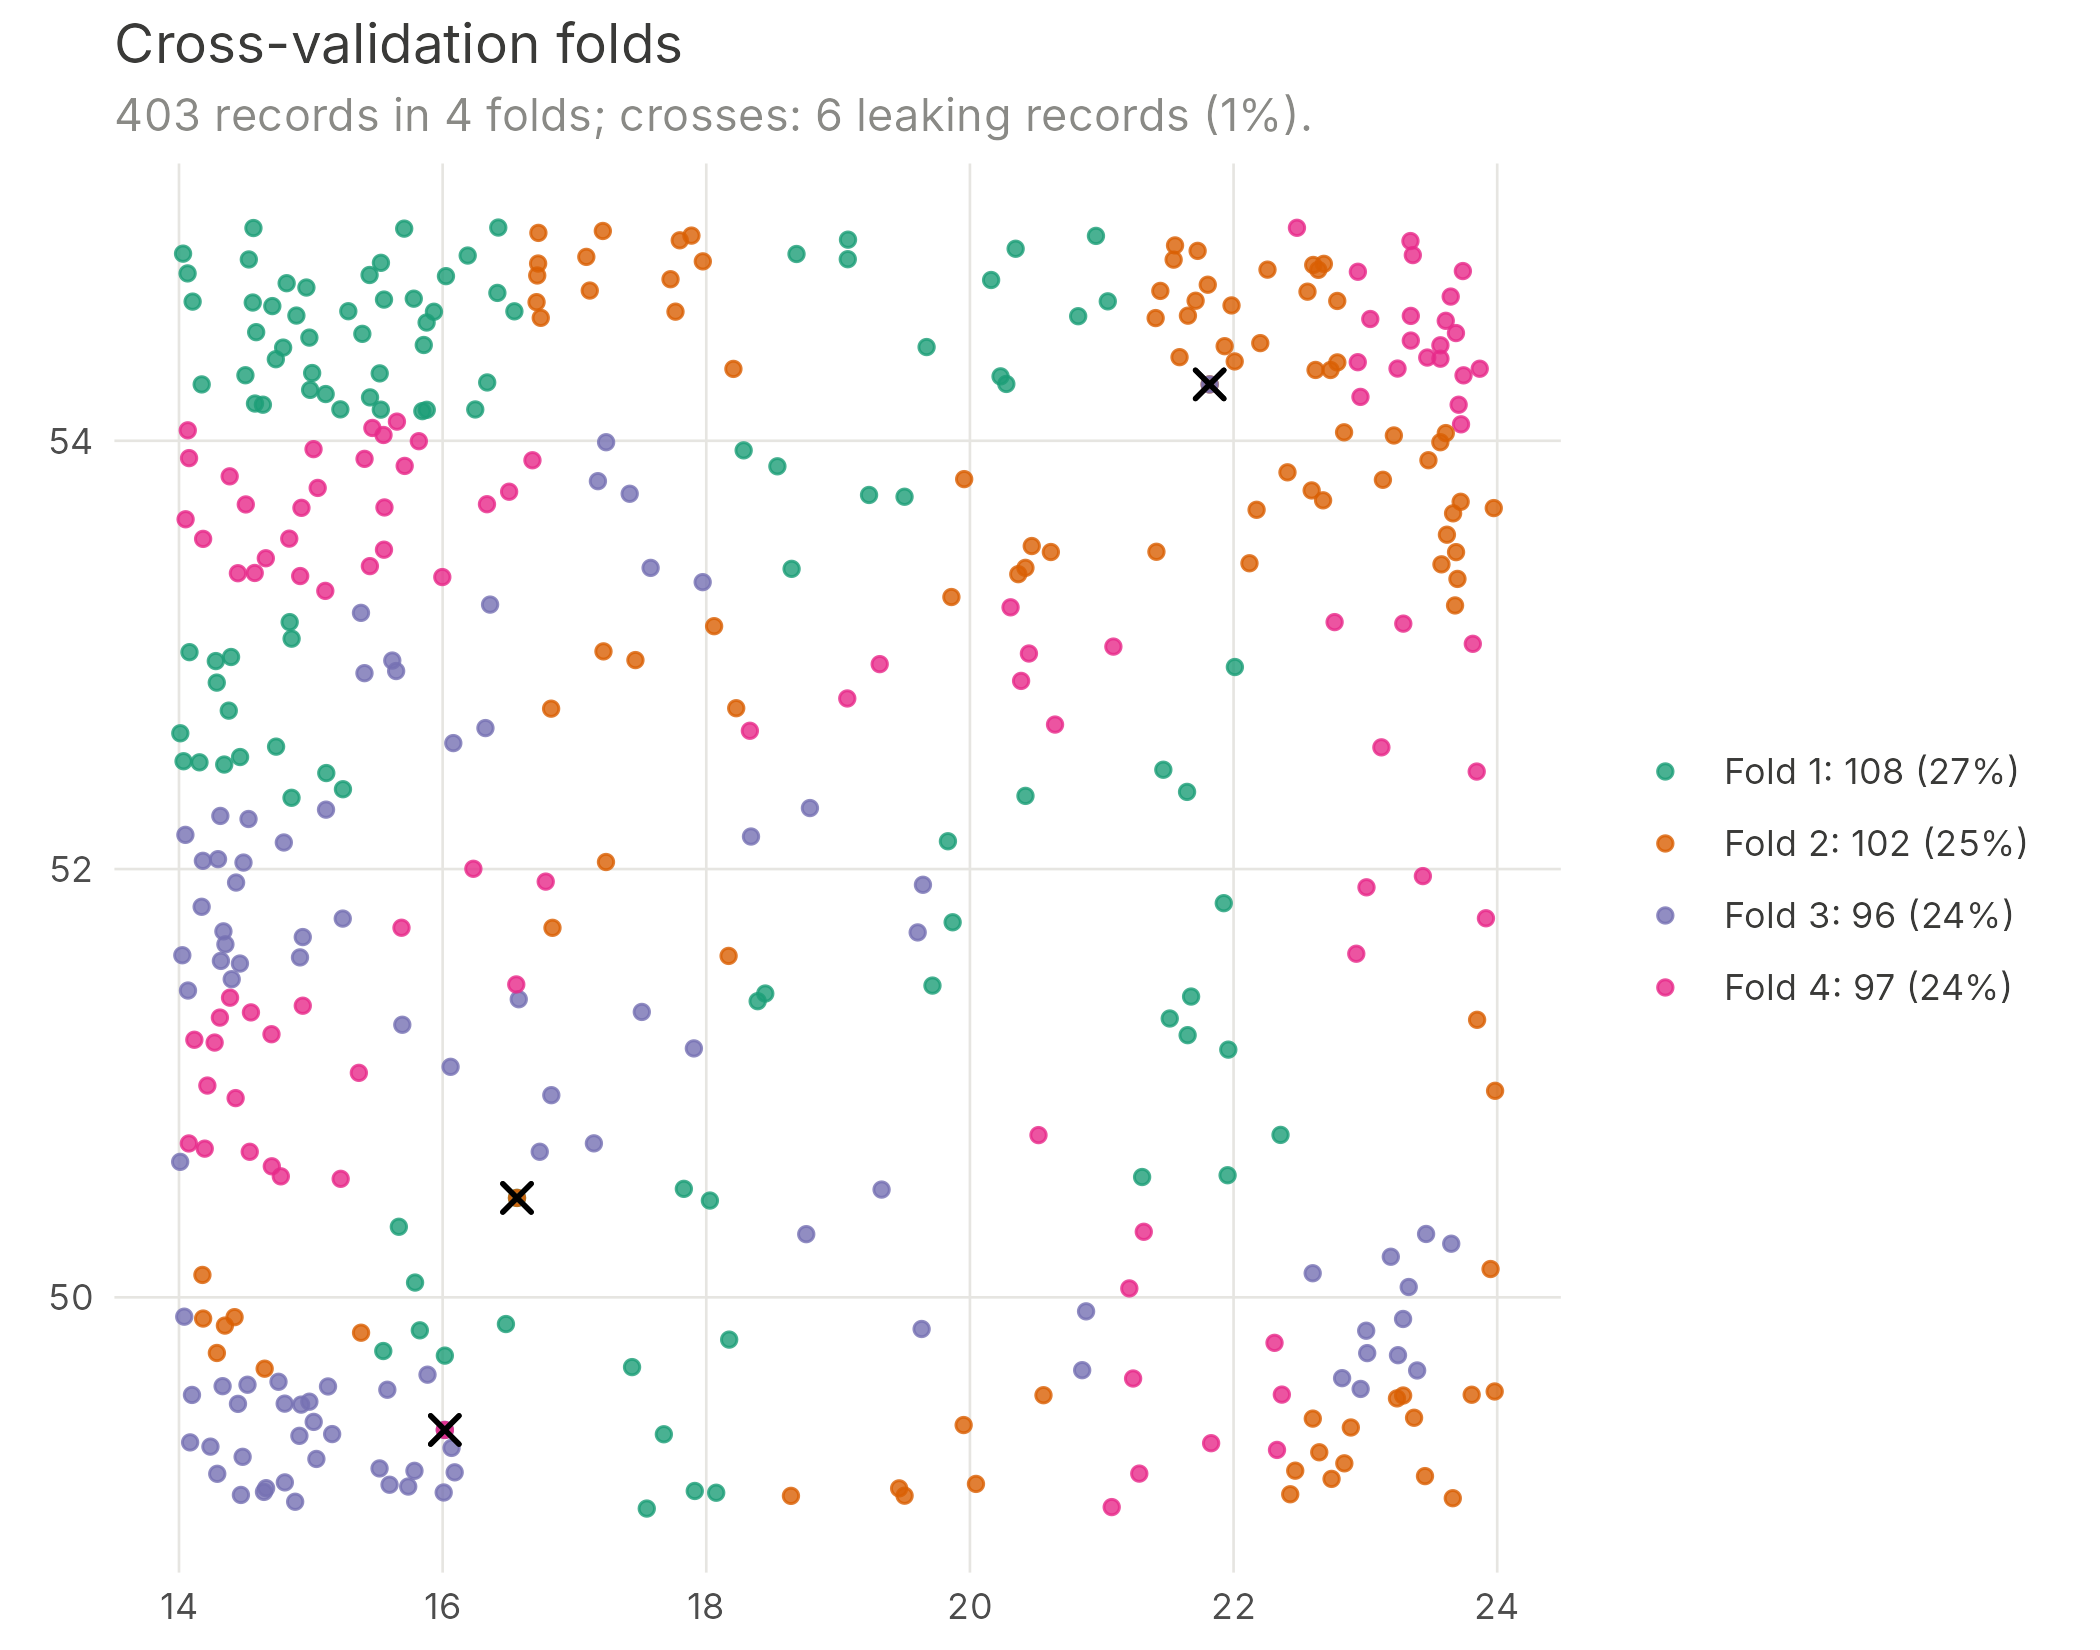 Cross-validation folds
403 records in 4 folds; crosses: 6 leaking records (1%).
54
52
50
14 16 18 20 22 24
Fold 1: 108 (27%)
Fold 2: 102 (25%)
Fold 3: 96 (24%)
Fold 4: 97 (24%)